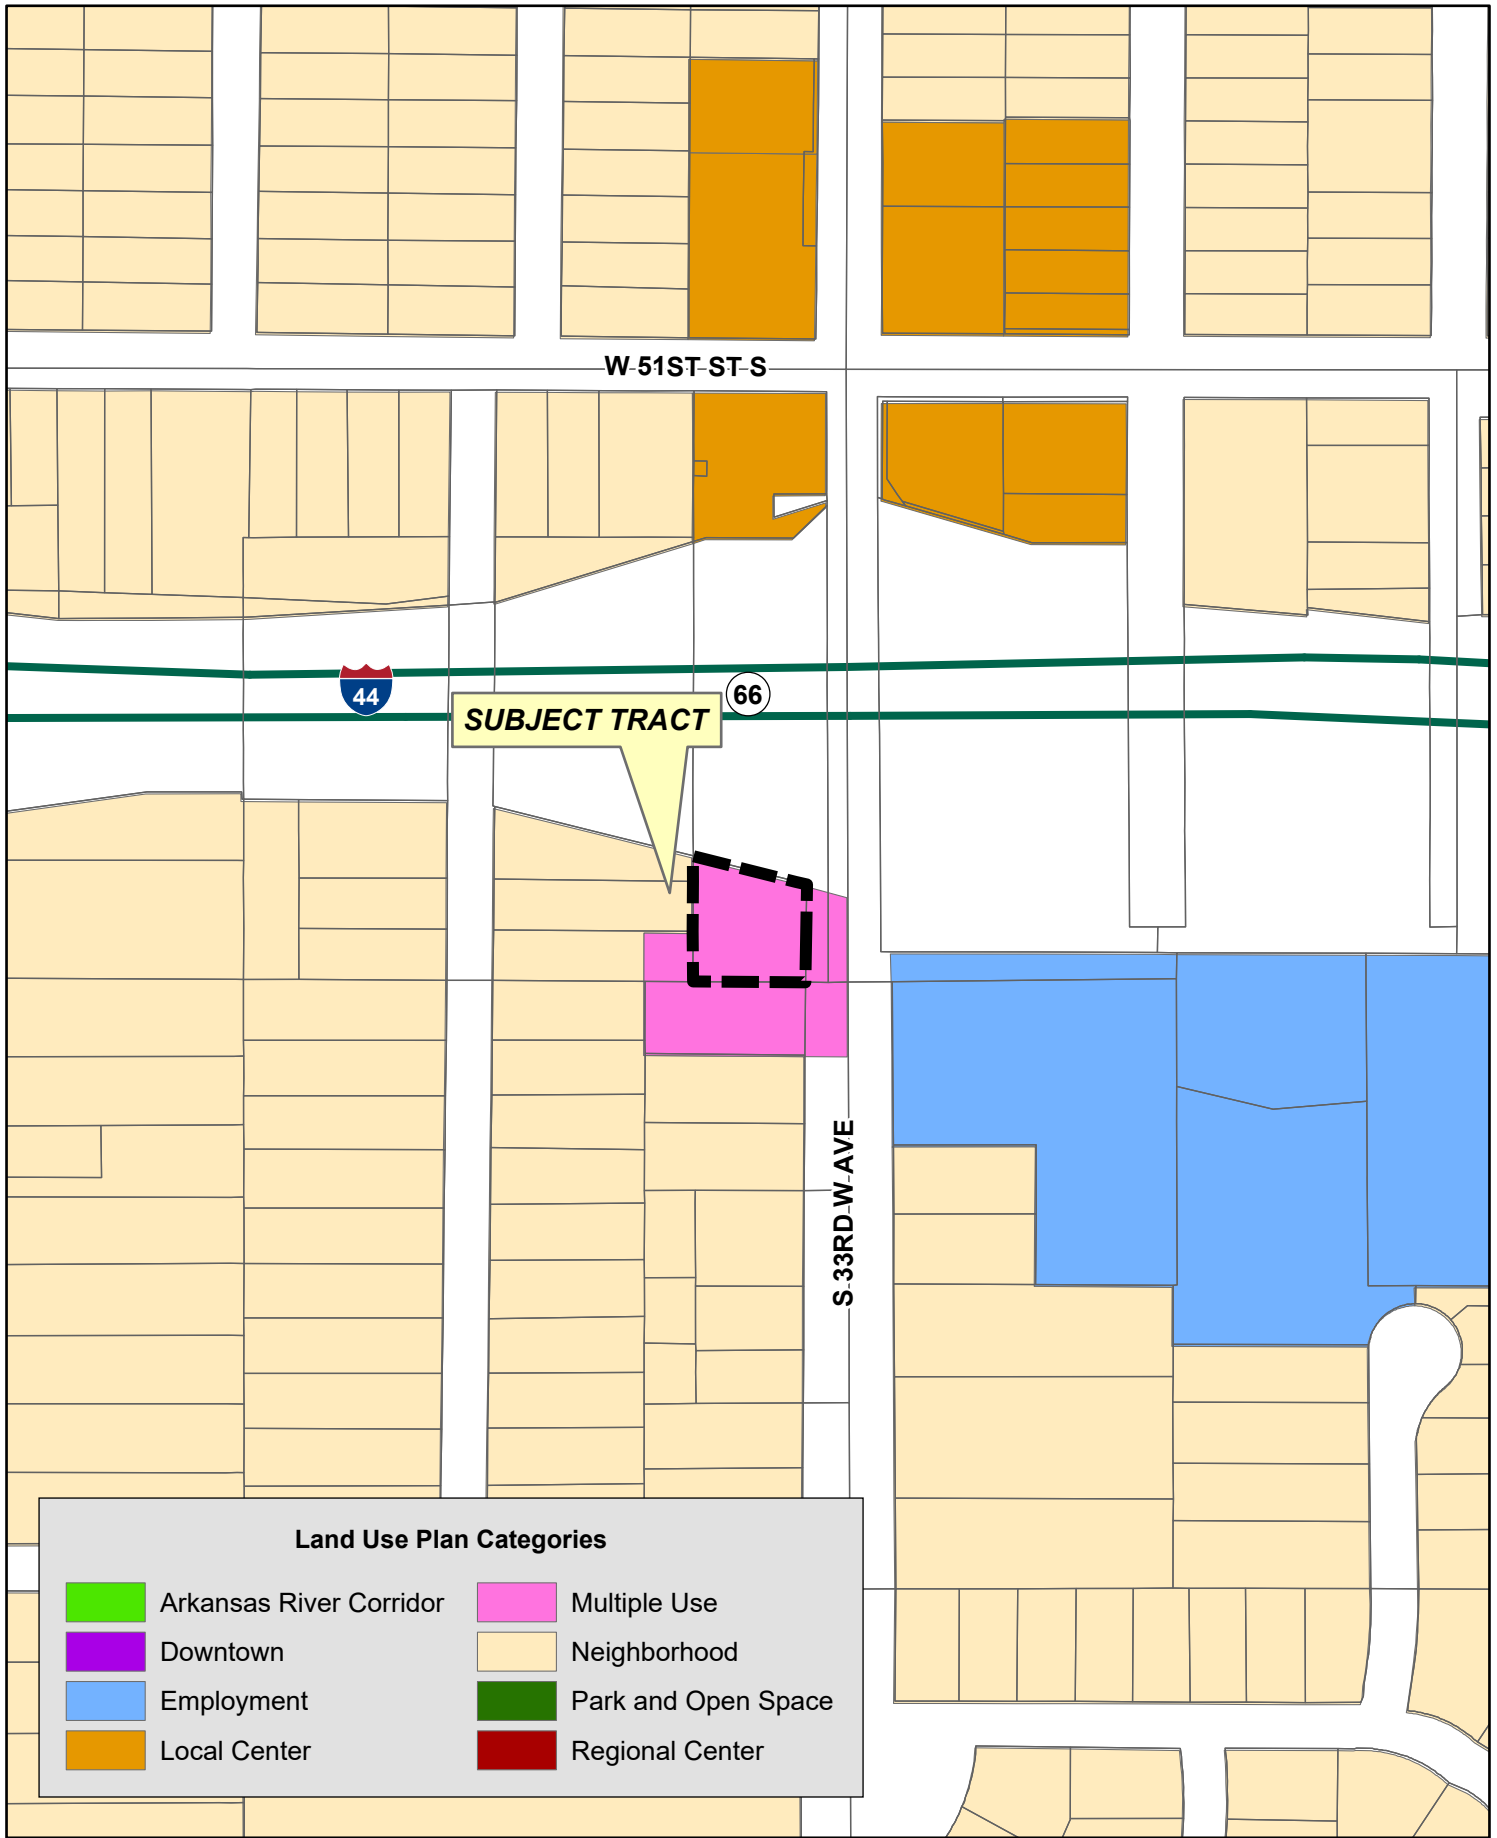 W 51ST ST S
44
66
SUBJECT TRACT
S 33RD W AVE
Land Use Plan Categories
Arkansas River Corridor
Downtown
Employment
Local Center
Multiple Use
Neighborhood
Park and Open Space
Regional Center